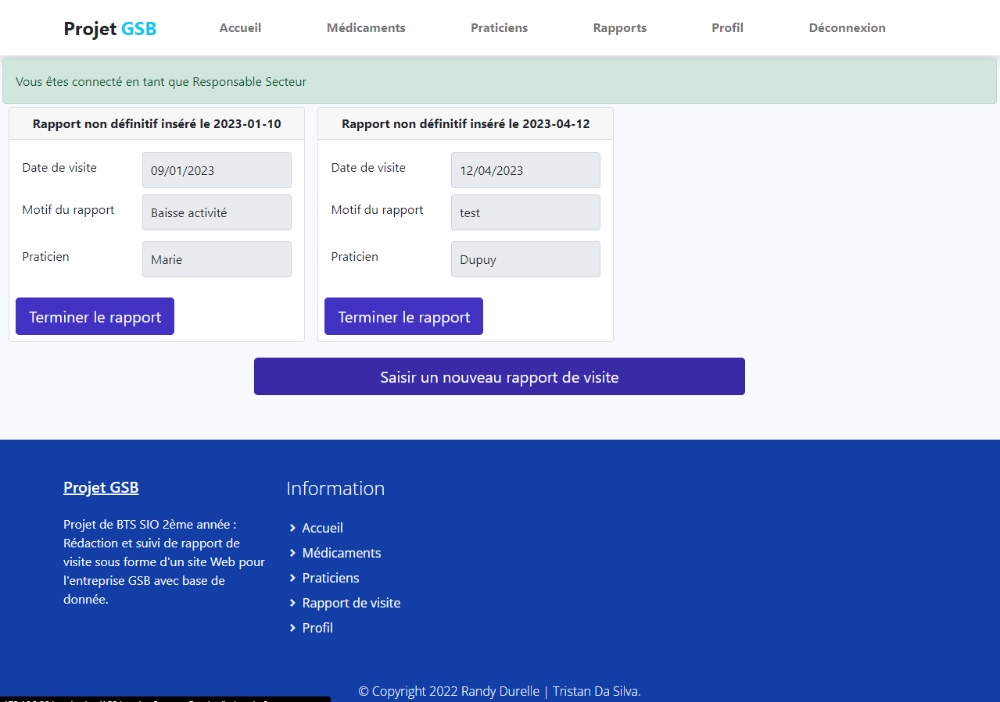 Projet GSB Accueil Médicaments Praticiens Rapports Profil Déconnexion
Vous êtes connecté en tant que Responsable Secteur
Rapport non définitif inséré le 2023-01-10
Date de visite 09/01/2023
Motif du rapport Baisse activité
Praticien Marie
Terminer le rapport
Rapport non définitif inséré le 2023-04-12
Date de visite 12/04/2023
Motif du rapport test
Praticien Dupuy
Terminer le rapport
Saisir un nouveau rapport de visite
Projet GSB
Projet de BTS SIO 2ème année :
Rédaction et suivi de rapport de
visite sous forme d'un site Web pour
l'entreprise GSB avec base de
donnée.
Information
Accueil
Médicaments
Praticiens
Rapport de visite
Profil
© Copyright 2022 Randy Durelle | Tristan Da Silva.